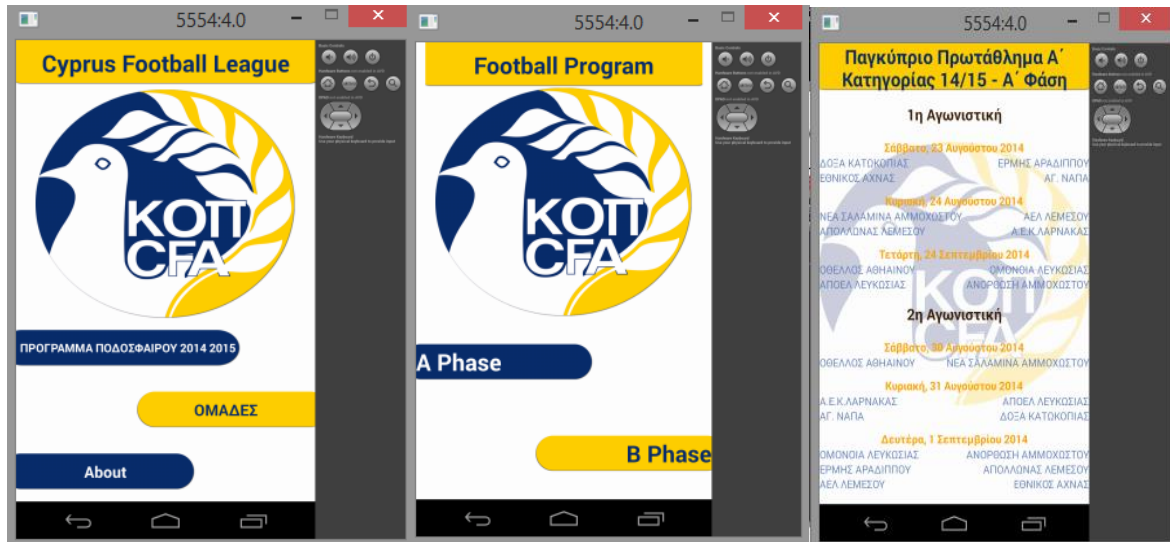 5554:4.0
Cyprus Football League
ΚΟΠ
CFA
ΠΡΟΓΡΑΜΜΑ ΠΟΔΟΣΦΑΙΡΟΥ 2014 2015
ΟΜΑΔΕΣ
About
5554:4.0
Football Program
ΚΟΠ
CFA
A Phase
B Phase
5554:4.0
Παγκύπριο Πρωτάθλημα Α΄
Κατηγορίας 14/15 - Α΄ Φάση
1η Αγωνιστική
Σάββατο, 23 Αυγούστου 2014
ΔΟΞΑ ΚΑΤΩΚΟΠΙΑΣ ΕΡΜΗΣ ΑΡΑΔΙΠΠΟΥ
ΕΘΝΙΚΟΣ ΑΧΝΑΣ ΑΓ. ΝΑΠΑ
Κυριακή, 24 Αυγούστου 2014
ΝΕΑ ΣΑΛΑΜΙΝΑ ΑΜΜΟΧΩΣΤΟΥ ΑΕΛ ΛΕΜΕΣΟΥ
ΑΠΟΛΛΩΝΑΣ ΛΕΜΕΣΟΥ Α.Ε.Κ.ΛΑΡΝΑΚΑΣ
Τετάρτη, 24 Σεπτεμβρίου 2014
ΟΘΕΛΛΟΣ ΑΘΗΑΙΝΟΥ ΟΜΟΝΟΙΑ ΛΕΥΚΩΣΙΑΣ
ΑΠΟΕΛ ΛΕΥΚΩΣΙΑΣ ΑΝΟΡΘΩΣΗ ΑΜΜΟΧΩΣΤΟΥ
ΚΟΠ
CFA
2η Αγωνιστική
Σάββατο, 30 Αυγούστου 2014
ΟΘΕΛΛΟΣ ΑΘΗΑΙΝΟΥ ΝΕΑ ΣΑΛΑΜΙΝΑ ΑΜΜΟΧΩΣΤΟΥ
Κυριακή, 31 Αυγούστου 2014
Α.Ε.Κ.ΛΑΡΝΑΚΑΣ ΑΠΟΕΛ ΛΕΥΚΩΣΙΑΣ
ΑΓ. ΝΑΠΑ ΔΟΞΑ ΚΑΤΩΚΟΠΙΑΣ
Δευτέρα, 1 Σεπτεμβρίου 2014
ΟΜΟΝΟΙΑ ΛΕΥΚΩΣΙΑΣ ΑΝΟΡΘΩΣΗ ΑΜΜΟΧΩΣΤΟΥ
ΕΡΜΗΣ ΑΡΑΔΙΠΠΟΥ ΑΠΟΛΛΩΝΑΣ ΛΕΜΕΣΟΥ
ΑΕΛ ΛΕΜΕΣΟΥ ΕΘΝΙΚΟΣ ΑΧΝΑΣ